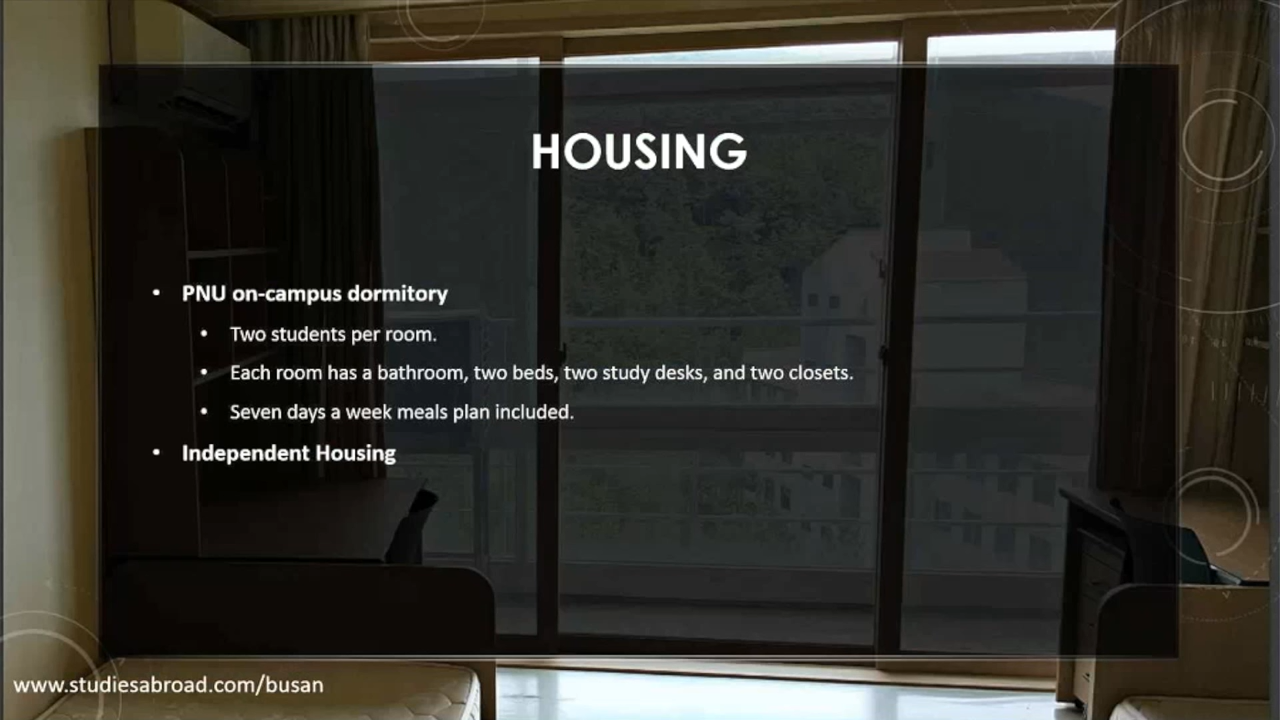 HOUSING
• PNU on-campus dormitory
• Two students per room.
• Each room has a bathroom, two beds, two study desks, and two closets.
• Seven days a week meals plan included.
• Independent Housing
www.studiesabroad.com/busan